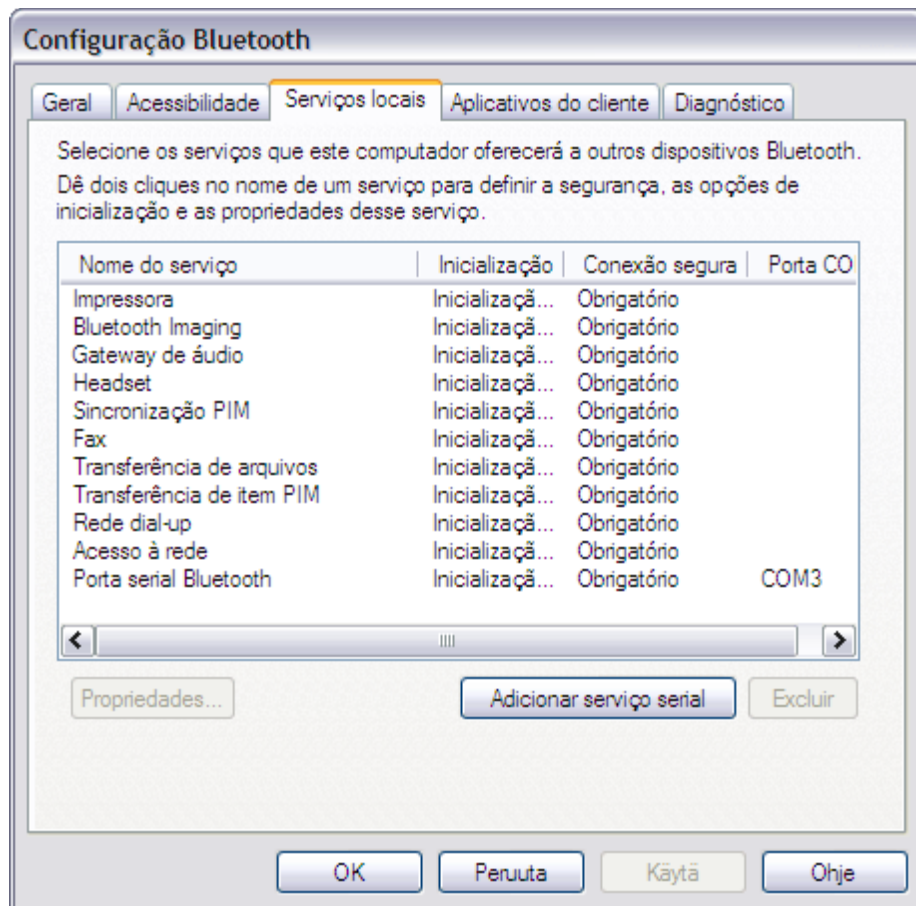 Configuração Bluetooth
Geral Acessibilidade Serviços locais Aplicativos do cliente Diagnóstico
Selecione os serviços que este computador oferecerá a outros dispositivos Bluetooth.
Dê dois cliques no nome de um serviço para definir a segurança, as opções de
inicialização e as propriedades desse serviço.
Nome do serviço Inicialização Conexão segura Porta CO
Impressora Inicializaçã... Obrigatório
Bluetooth Imaging Inicializaçã... Obrigatório
Gateway de áudio Inicializaçã... Obrigatório
Headset Inicializaçã... Obrigatório
Sincronização PIM Inicializaçã... Obrigatório
Fax Inicializaçã... Obrigatório
Transferência de arquivos Inicializaçã... Obrigatório
Transferência de item PIM Inicializaçã... Obrigatório
Rede dial-up Inicializaçã... Obrigatório
Acesso à rede Inicializaçã... Obrigatório
Porta serial Bluetooth Inicializaçã... Obrigatório COM3
Propriedades... Adicionar serviço serial Excluir
OK Peruuta Käytä Ohje